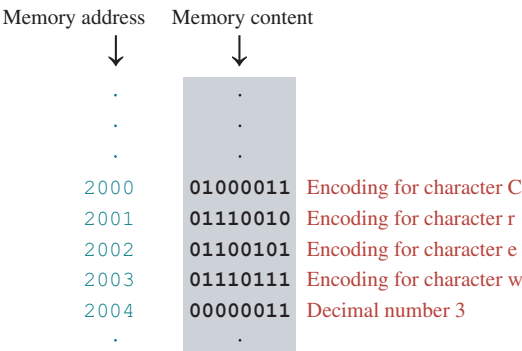 Memory address Memory content
↓ ↓
. .
. .
. .
2000 01000011 Encoding for character C
2001 01110010 Encoding for character r
2002 01100101 Encoding for character e
2003 01110111 Encoding for character w
2004 00000011 Decimal number 3
. .